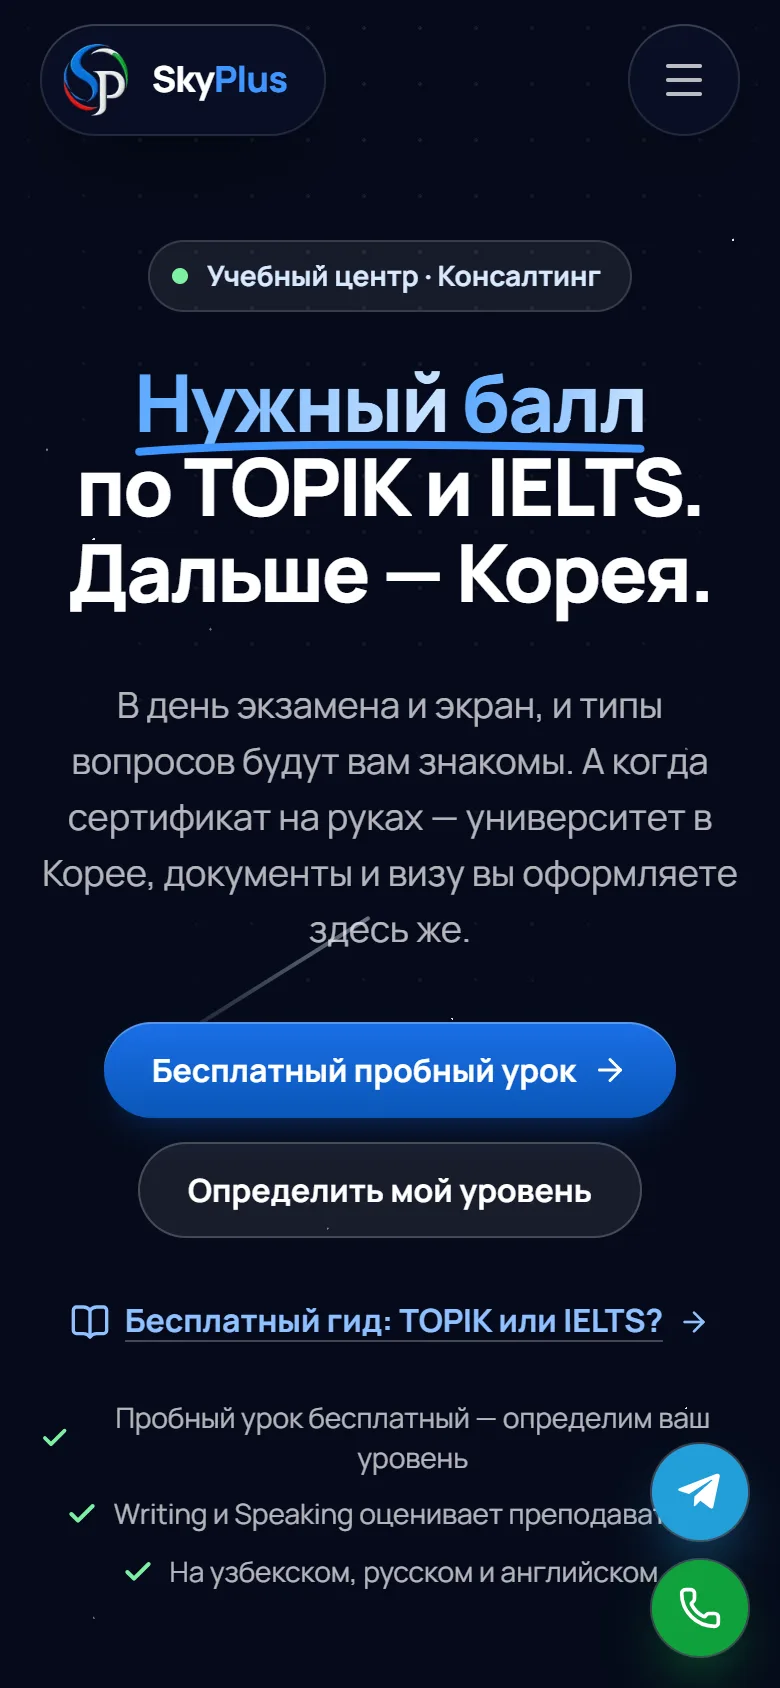 SkyPlus
Учебный центр · Консалтинг
Нужный балл
по TOPIK и IELTS.
Дальше — Корея.
В день экзамена и экран, и типы
вопросов будут вам знакомы. А когда
сертификат на руках — университет в
Корее, документы и визу вы оформляете
здесь же.
Бесплатный пробный урок
Определить мой уровень
Бесплатный гид: TOPIK или IELTS?
Пробный урок бесплатный — определим ваш
уровень
Writing и Speaking оценивает
На узбекском, русском и английском